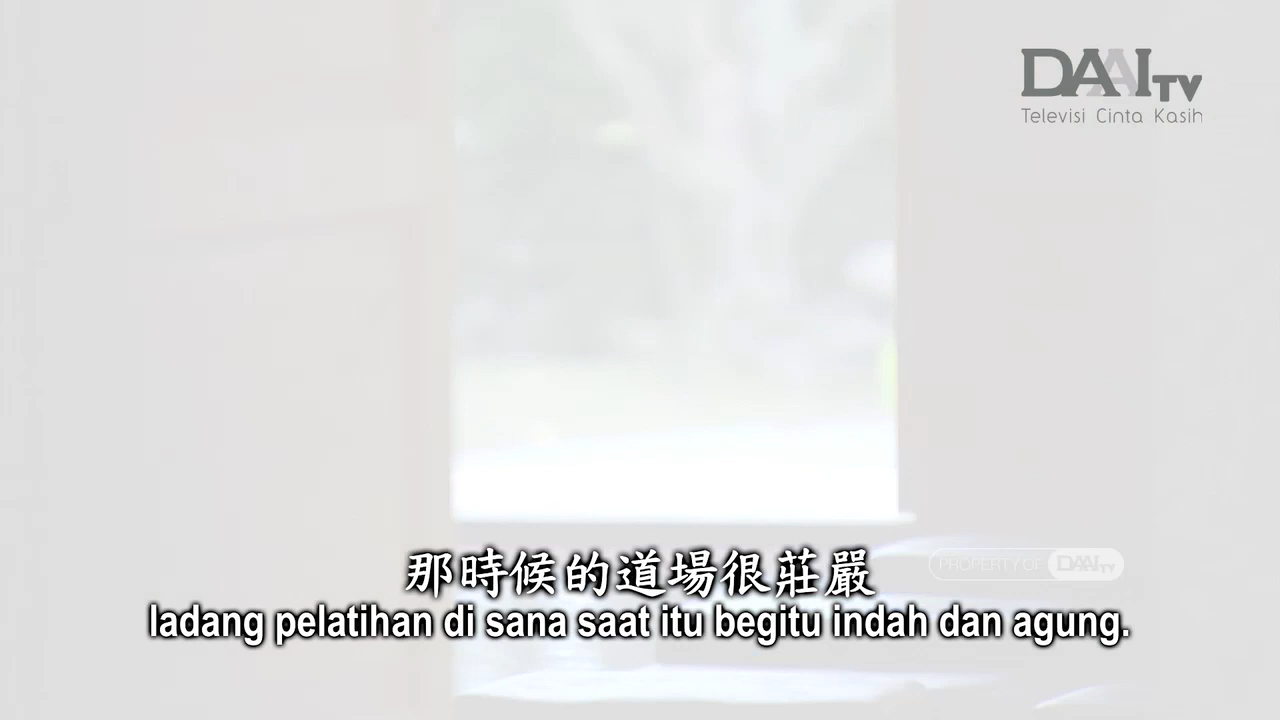 DAAI TV
Televisi Cinta Kasih
那時候的道場很莊嚴
PROPERTY OF DAAI TV
ladang pelatihan di sana saat itu begitu indah dan agung.